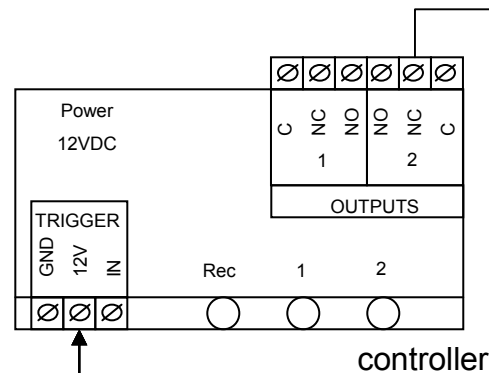 Power
12VDC
C NC NO NO NC C
1 2
OUTPUTS
TRIGGER
GND 12V IN
Rec 1 2
controller